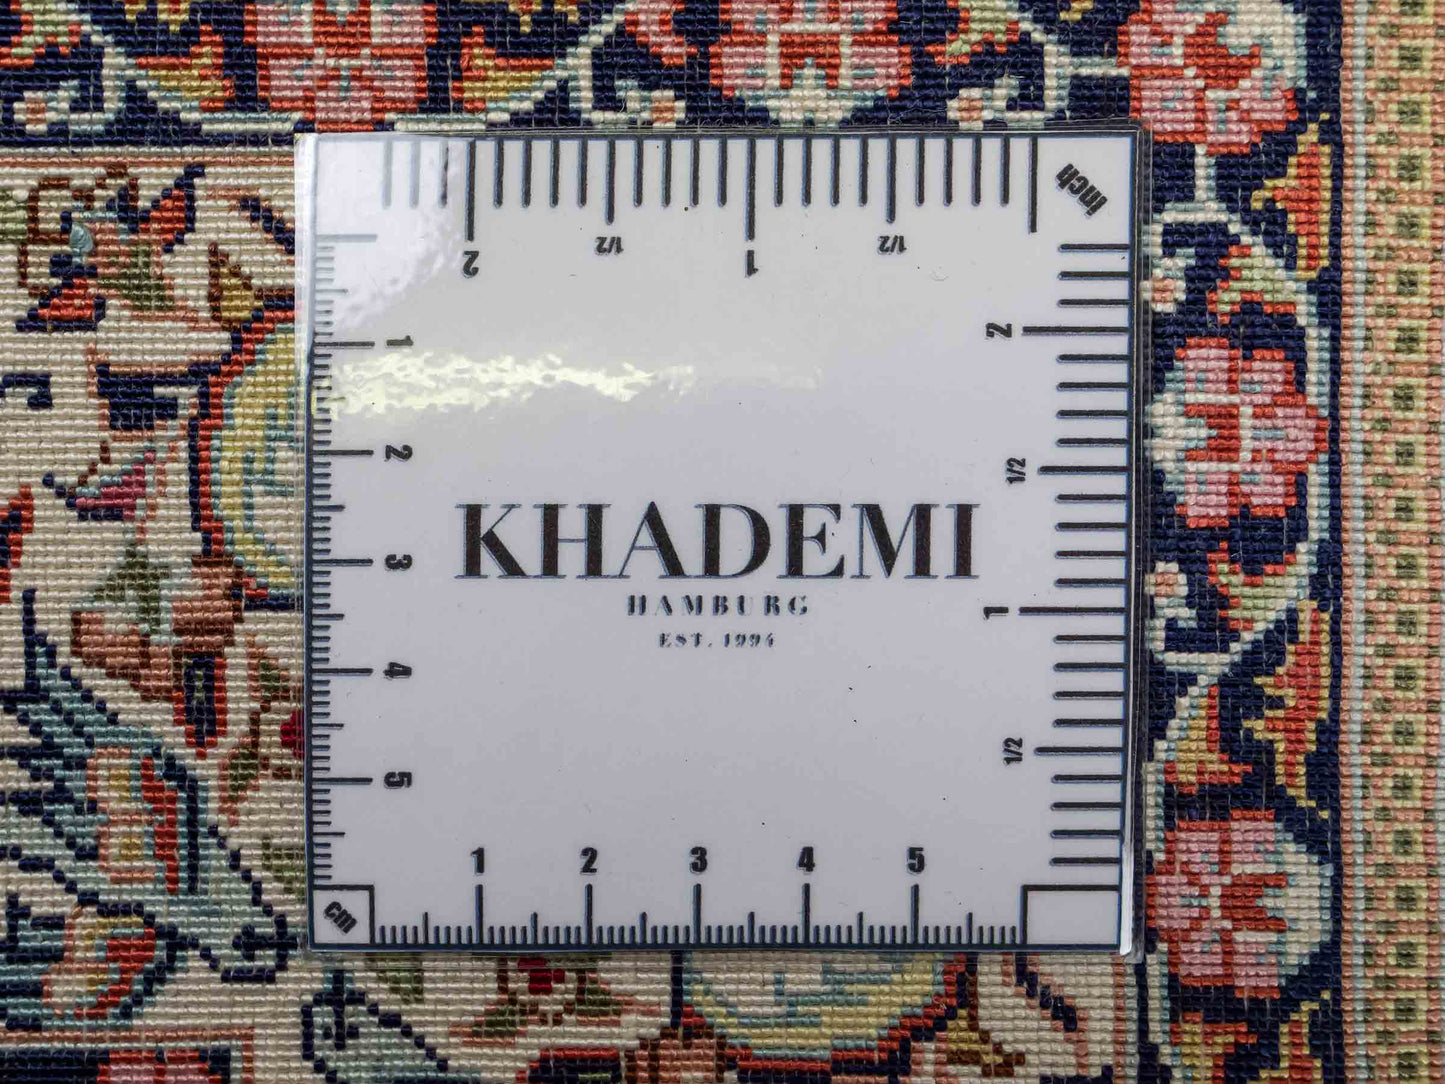 inch
2 1/2 1 1/2
2
1/2
1
1/2
1
2
3
4
5
KHADEMI
HAMBURG
EST. 1994
1 2 3 4 5
cm